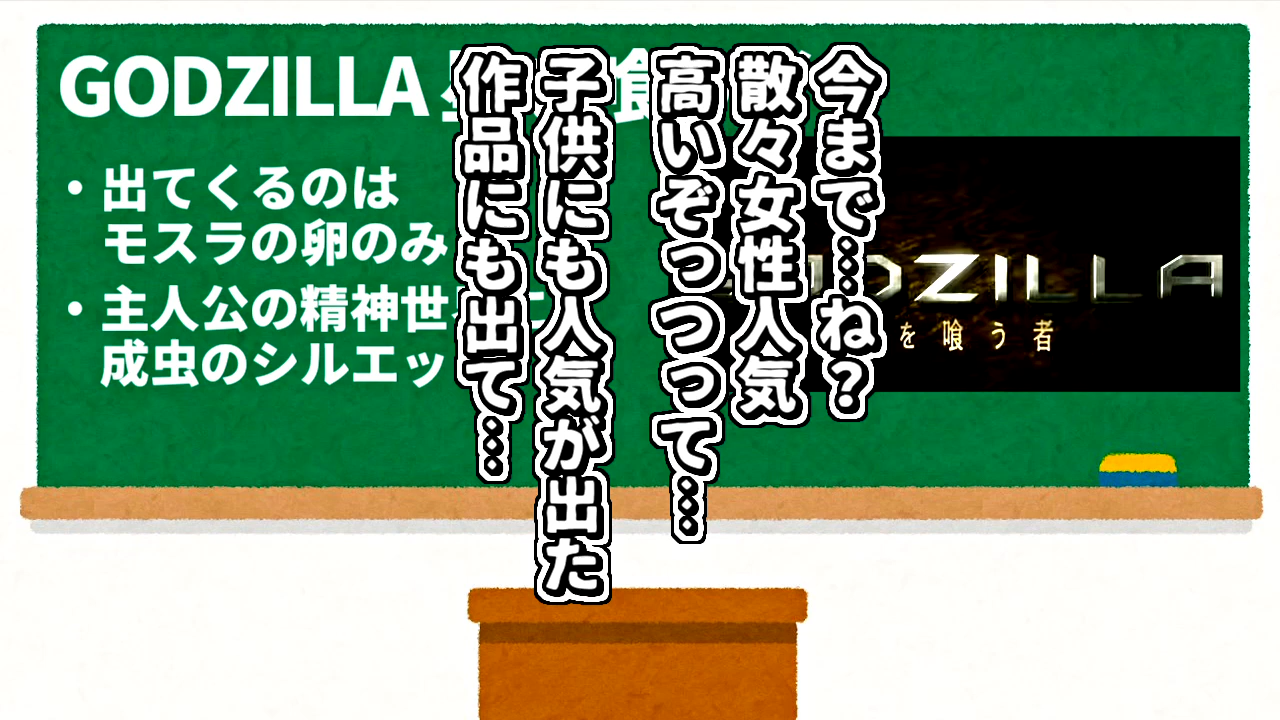 GODZILLA
・出てくるのは
モスラの卵のみ
・主人公の精神世
成虫のシルエッ
今まで…ね?
散々女性人気
高いぞっつって…
子供にも人気が出た
作品にも出て…
ZILLA
を喰う者